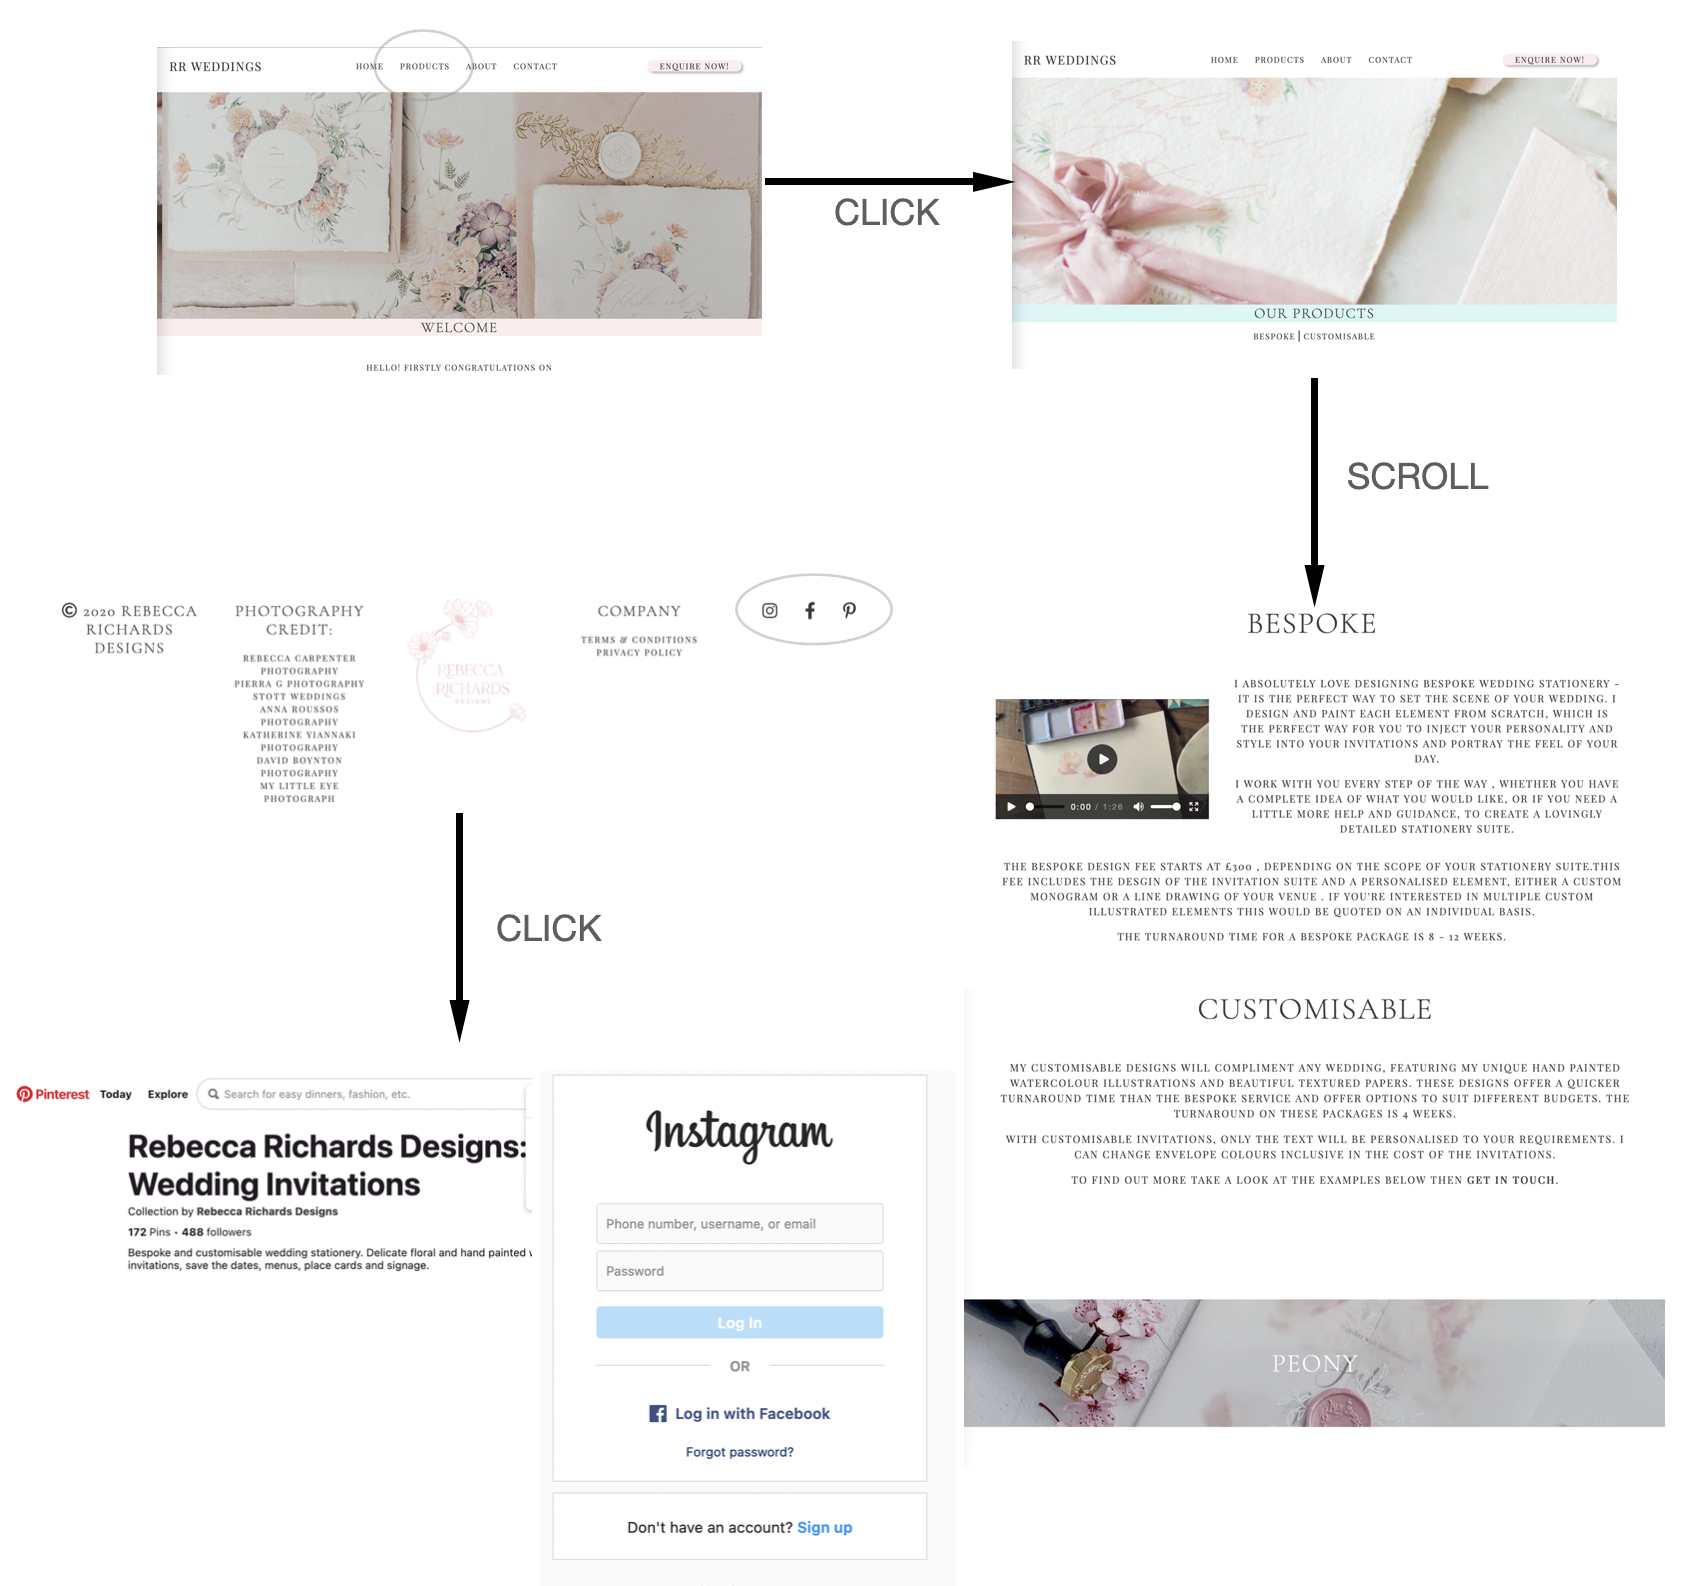 RR WEDDINGS
HOME PRODUCTS ABOUT CONTACT
ENQUIRE NOW!
WELCOME
HELLO! FIRSTLY CONGRATULATIONS ON
CLICK
RR WEDDINGS
HOME PRODUCTS ABOUT CONTACT
ENQUIRE NOW!
OUR PRODUCTS
BESPOKE | CUSTOMISABLE
SCROLL
BESPOKE
I ABSOLUTELY LOVE DESIGNING BESPOKE WEDDING STATIONERY -
IT IS THE PERFECT WAY TO SET THE SCENE OF YOUR WEDDING. I
DESIGN AND PAINT EACH ELEMENT FROM SCRATCH, WHICH IS
THE PERFECT WAY FOR YOU TO INJECT YOUR PERSONALITY AND
STYLE INTO YOUR INVITATIONS AND PORTRAY THE FEEL OF YOUR
DAY.
0:00 / 1:26
I WORK WITH YOU EVERY STEP OF THE WAY , WHETHER YOU HAVE
A COMPLETE IDEA OF WHAT YOU WOULD LIKE, OR IF YOU NEED A
LITTLE MORE HELP AND GUIDANCE, TO CREATE A LOVINGLY
DETAILED STATIONERY SUITE.
THE BESPOKE DESIGN FEE STARTS AT £300 , DEPENDING ON THE SCOPE OF YOUR STATIONERY SUITE.THIS
FEE INCLUDES THE DESGIN OF THE INVITATION SUITE AND A PERSONALISED ELEMENT, EITHER A CUSTOM
MONOGRAM OR A LINE DRAWING OF YOUR VENUE . IF YOU'RE INTERESTED IN MULTIPLE CUSTOM
ILLUSTRATED ELEMENTS THIS WOULD BE QUOTED ON AN INDIVIDUAL BASIS.
THE TURNAROUND TIME FOR A BESPOKE PACKAGE IS 8 - 12 WEEKS.
CUSTOMISABLE
MY CUSTOMISABLE DESIGNS WILL COMPLIMENT ANY WEDDING, FEATURING MY UNIQUE HAND PAINTED
WATERCOLOUR ILLUSTRATIONS AND BEAUTIFUL TEXTURED PAPERS. THESE DESIGNS OFFER A QUICKER
TURNAROUND TIME THAN THE BESPOKE SERVICE AND OFFER OPTIONS TO SUIT DIFFERENT BUDGETS. THE
TURNAROUND ON THESE PACKAGES IS 4 WEEKS.
WITH CUSTOMISABLE INVITATIONS, ONLY THE TEXT WILL BE PERSONALISED TO YOUR REQUIREMENTS. I
CAN CHANGE ENVELOPE COLOURS INCLUSIVE IN THE COST OF THE INVITATIONS.
TO FIND OUT MORE TAKE A LOOK AT THE EXAMPLES BELOW THEN GET IN TOUCH.
PEONY
© 2020 REBECCA
RICHARDS
DESIGNS
PHOTOGRAPHY
CREDIT:
REBECCA CARPENTER
PHOTOGRAPHY
PIERRA G PHOTOGRAPHY
STOTT WEDDINGS
ANNA ROUSSOS
PHOTOGRAPHY
KATHERINE YIANNAKI
PHOTOGRAPHY
DAVID BOYNTON
PHOTOGRAPHY
MY LITTLE EYE
PHOTOGRAPH
REBECCA
RICHARDS
DESIGNS
COMPANY
TERMS & CONDITIONS
PRIVACY POLICY
CLICK
Pinterest Today Explore Search for easy dinners, fashion, etc.
Rebecca Richards Designs:
Wedding Invitations
Collection by Rebecca Richards Designs
172 Pins • 488 followers
Bespoke and customisable wedding stationery. Delicate floral and hand painted
invitations, save the dates, menus, place cards and signage.
Instagram
Phone number, username, or email
Password
Log In
OR
Log in with Facebook
Forgot password?
Don't have an account? Sign up